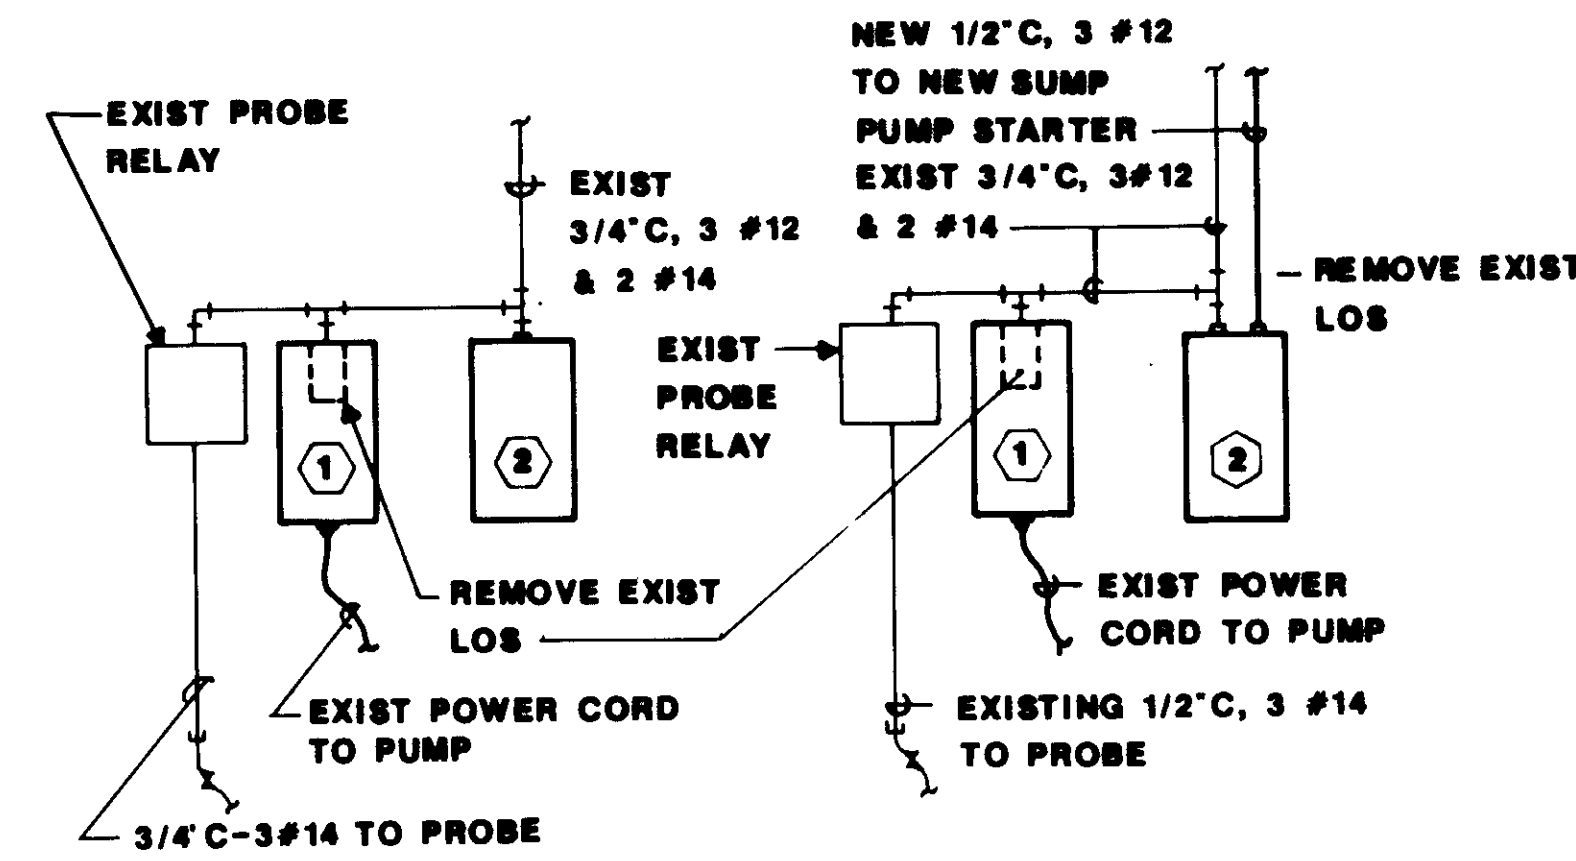 EXIST PROBE
RELAY
EXIST
3/4"C, 3 #12
& 2 #14
1
2
REMOVE EXIST
LOS
EXIST POWER CORD
TO PUMP
3/4'C-3#14 TO PROBE
NEW 1/2"C, 3 #12
TO NEW SUMP
PUMP STARTER
EXIST 3/4"C, 3#12
& 2 #14
REMOVE EXIST
LOS
EXIST
PROBE
RELAY
1
2
EXIST POWER
CORD TO PUMP
EXISTING 1/2"C, 3 #14
TO PROBE